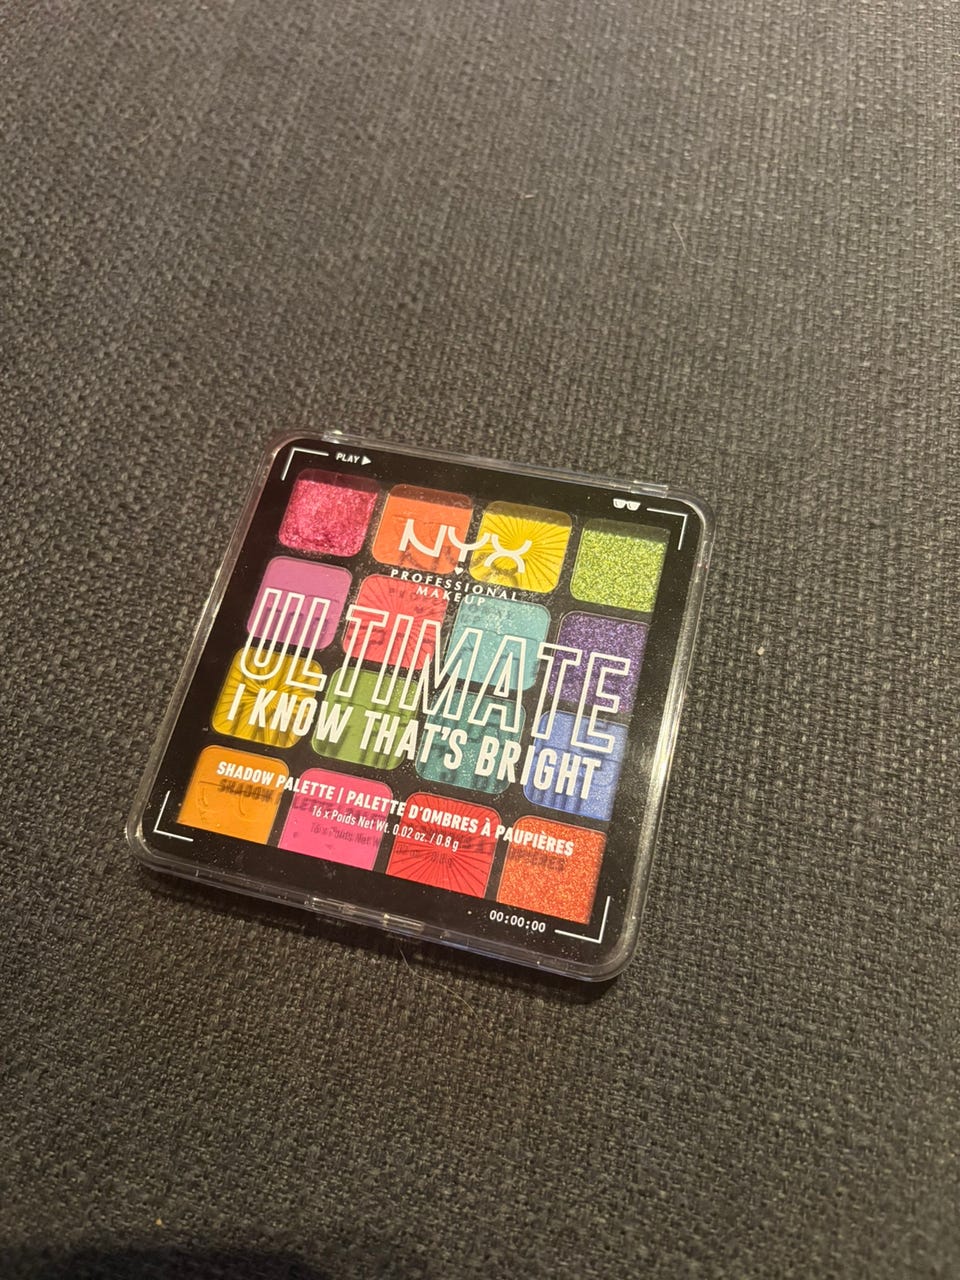 PLAY
NYX
PROFESSIONAL
MAKEUP
ULTIMATE
I KNOW THAT'S BRIGHT
SHADOW PALETTE | PALETTE D'OMBRES À PAUPIÈRES
16 x Poids Net Wt. 0.02 oz. / 0.8 g
00:00:00